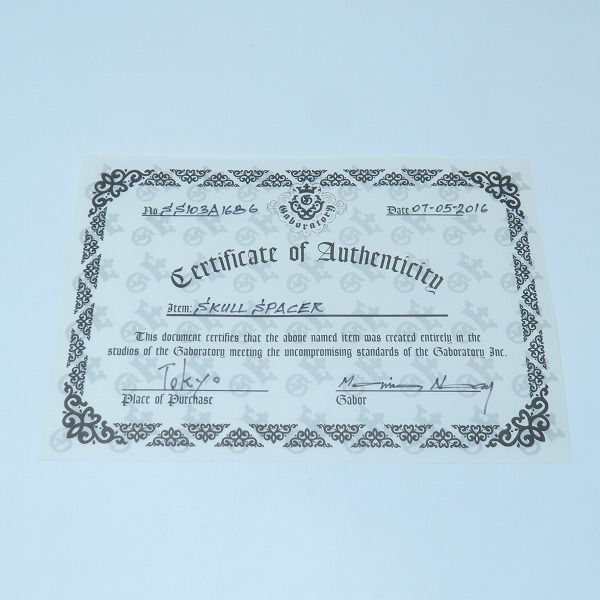 No. SS103A16B6
Gaboratory
Date 07-05-2016
Certificate of Authenticity
Item: SKULL SPACER
This document certifies that the above named item was created entirely in the
studios of the Gaboratory meeting the uncompromising standards of the Gaboratory Inc.
Tokyo
Place of Purchase
Gabor